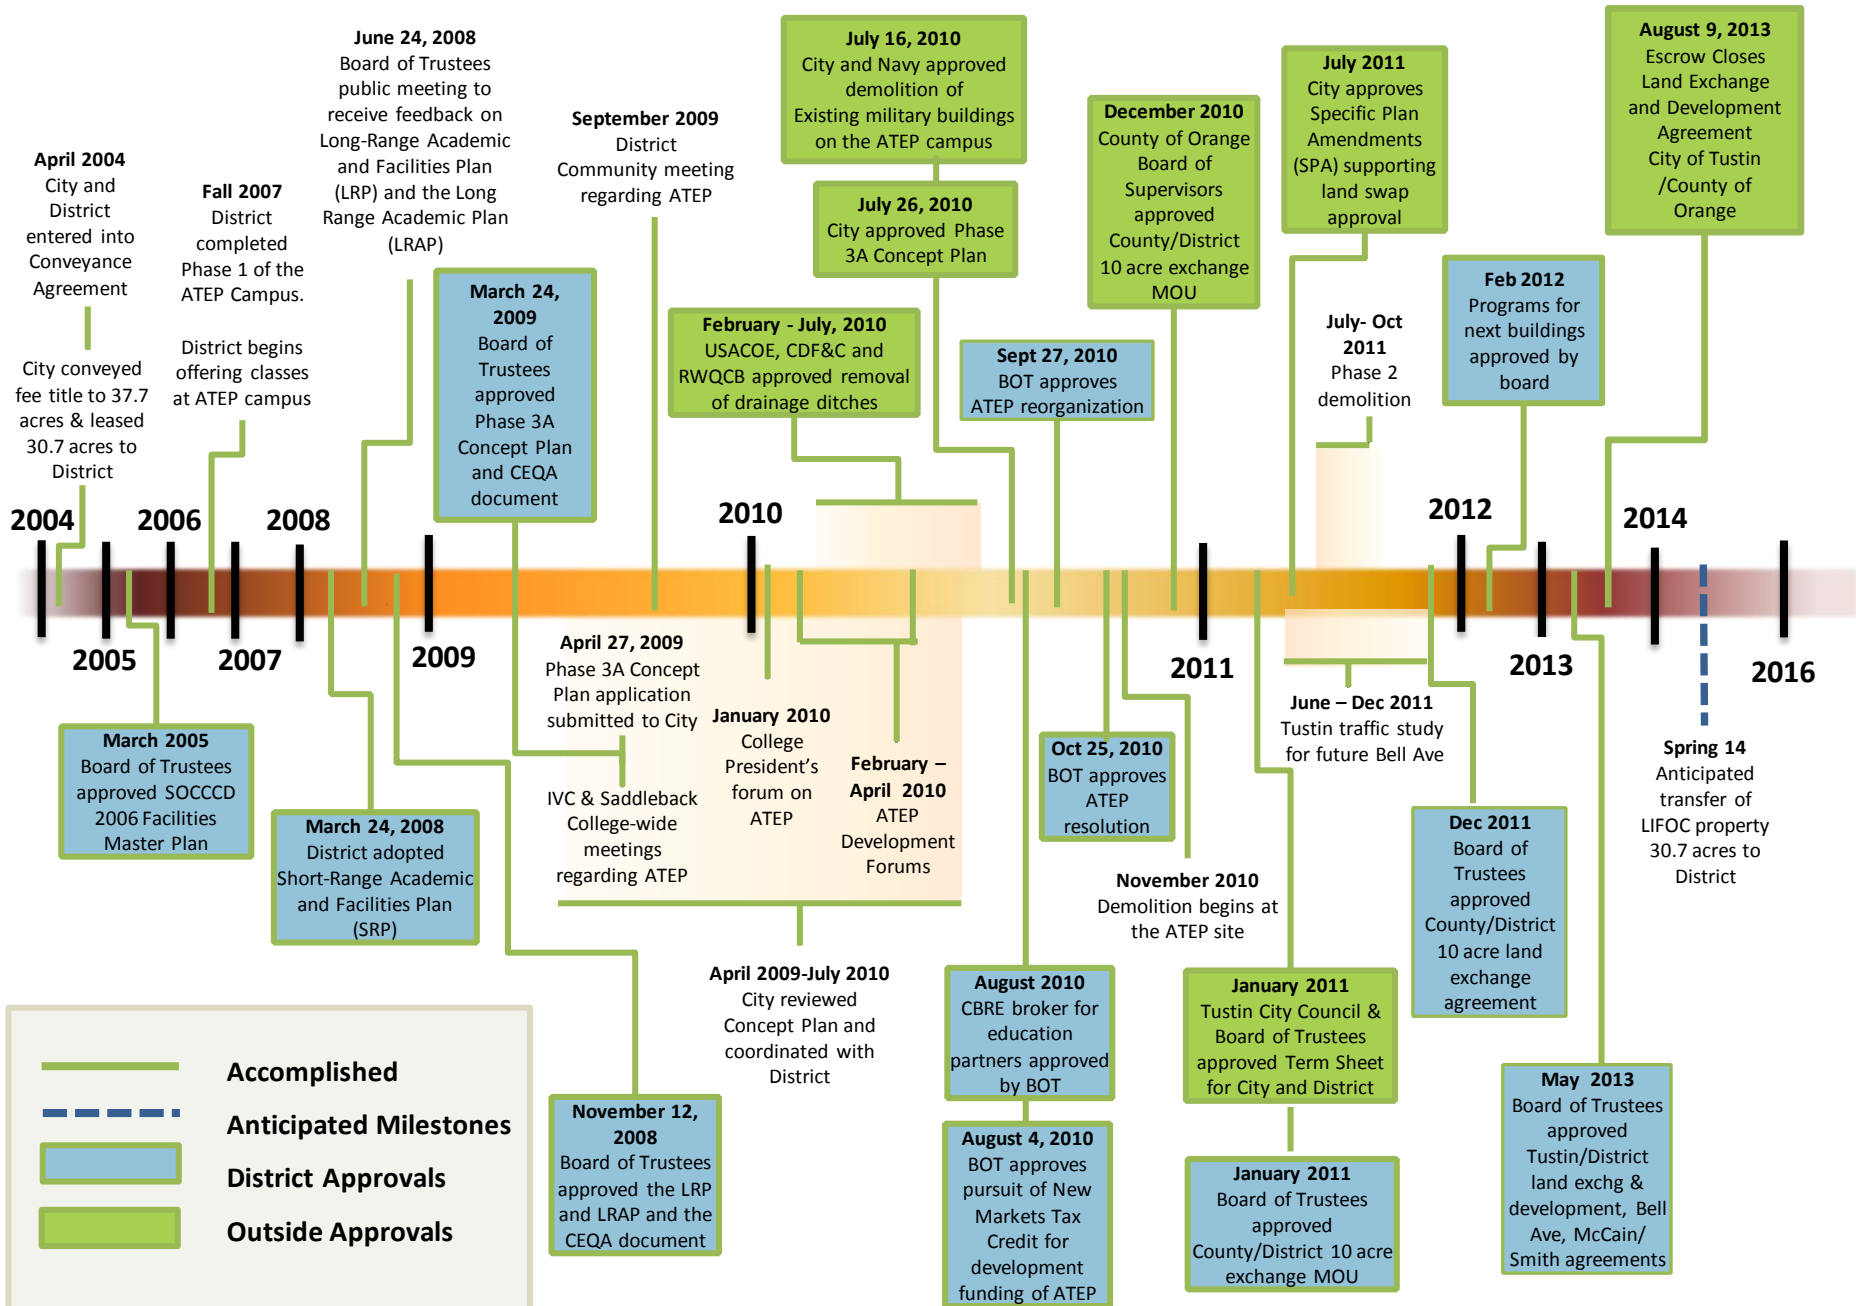 April 2004
City and
District
entered into
Conveyance
Agreement
City conveyed
fee title to 37.7
acres & leased
30.7 acres to
District
Fall 2007
District
completed
Phase 1 of the
ATEP Campus.
District begins
offering classes
at ATEP campus
June 24, 2008
Board of Trustees
public meeting to
receive feedback on
Long-Range Academic
and Facilities Plan
(LRP) and the Long
Range Academic Plan
(LRAP)
March 24,
2009
Board of
Trustees
approved
Phase 3A
Concept Plan
and CEQA
document
September 2009
District
Community meeting
regarding ATEP
July 16, 2010
City and Navy approved
demolition of
Existing military buildings
on the ATEP campus
July 26, 2010
City approved Phase
3A Concept Plan
February - July, 2010
USACOE, CDF&C and
RWQCB approved removal
of drainage ditches
Sept 27, 2010
BOT approves
ATEP reorganization
December 2010
County of Orange
Board of
Supervisors
approved
County/District
10 acre exchange
MOU
July 2011
City approves
Specific Plan
Amendments
(SPA) supporting
land swap
approval
July- Oct
2011
Phase 2
demolition
Feb 2012
Programs for
next buildings
approved by
board
August 9, 2013
Escrow Closes
Land Exchange
and Development
Agreement
City of Tustin
/County of
Orange
2004
2005
2006
2007
2008
2009
2010
2011
2012
2013
2014
2016
March 2005
Board of Trustees
approved SOCCCD
2006 Facilities
Master Plan
March 24, 2008
District adopted
Short-Range Academic
and Facilities Plan
(SRP)
November 12,
2008
Board of Trustees
approved the LRP
and LRAP and the
CEQA document
April 27, 2009
Phase 3A Concept
Plan application
submitted to City
IVC & Saddleback
College-wide
meetings
regarding ATEP
January 2010
College
President's
forum on
ATEP
February –
April 2010
ATEP
Development
Forums
April 2009-July 2010
City reviewed
Concept Plan and
coordinated with
District
August 2010
CBRE broker for
education
partners approved
by BOT
August 4, 2010
BOT approves
pursuit of New
Markets Tax
Credit for
development
funding of ATEP
Oct 25, 2010
BOT approves
ATEP
resolution
November 2010
Demolition begins at
the ATEP site
January 2011
Tustin City Council &
Board of Trustees
approved Term Sheet
for City and District
January 2011
Board of Trustees
approved
County/District 10 acre
exchange MOU
June – Dec 2011
Tustin traffic study
for future Bell Ave
Dec 2011
Board of
Trustees
approved
County/District
10 acre land
exchange
agreement
May 2013
Board of Trustees
approved
Tustin/District
land exchg &
development, Bell
Ave, McCain/
Smith agreements
Spring 14
Anticipated
transfer of
LIFOC property
30.7 acres to
District
Accomplished
Anticipated Milestones
District Approvals
Outside Approvals